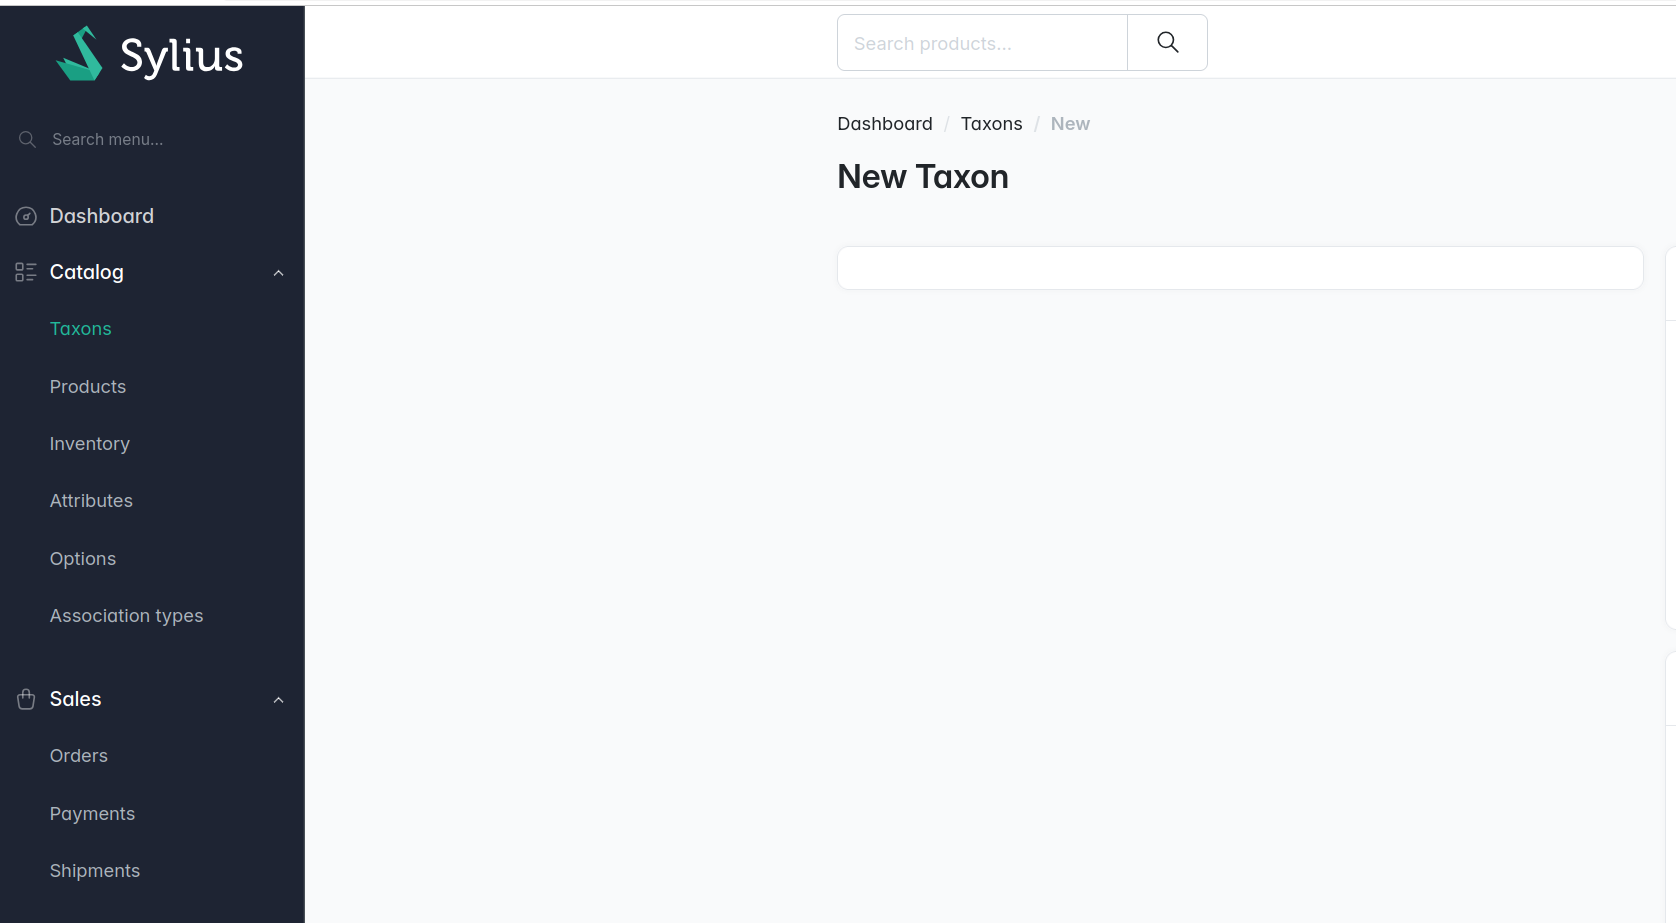 Sylius
Search products...
Search menu...
Dashboard / Taxons / New
New Taxon
Dashboard
Catalog
Taxons
Products
Inventory
Attributes
Options
Association types
Sales
Orders
Payments
Shipments